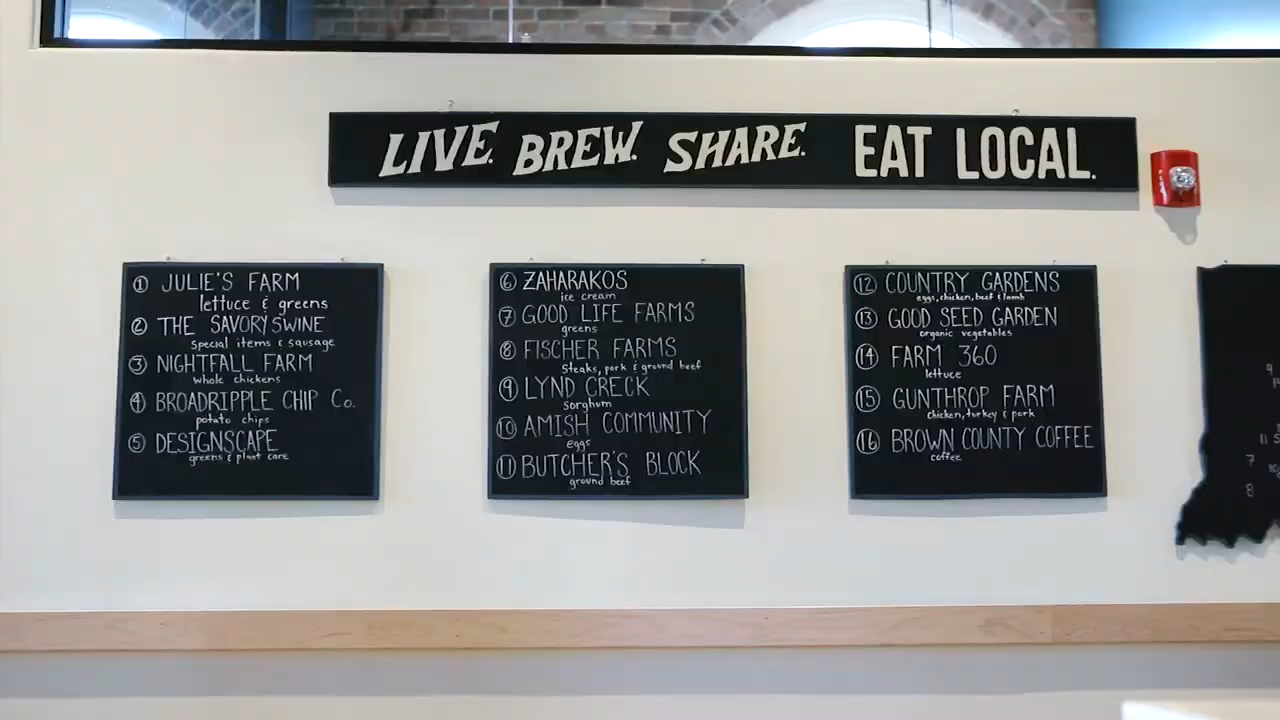 LIVE. BREW. SHARE. EAT LOCAL.
① JULIE'S FARM
lettuce & greens
② THE SAVORY SWINE
special items & sausage
③ NIGHTFALL FARM
whole chickens
④ BROADRIPPLE CHIP Co.
potato chips
⑤ DESIGNSCAPE
greens & plant care
⑥ ZAHARAKOS
ice cream
⑦ GOOD LIFE FARMS
greens
⑧ FISCHER FARMS
steaks, pork & ground beef
⑨ LYND CRECK
sorghum
⑩ AMISH COMMUNITY
eggs
⑪ BUTCHER'S BLOCK
ground beef
⑫ COUNTRY GARDENS
eggs, chicken, beef & lamb
⑬ GOOD SEED GARDEN
organic vegetables
⑭ FARM 360
lettuce
⑮ GUNTHROP FARM
chicken, turkey & pork
⑯ BROWN COUNTY COFFEE
coffee
7
8